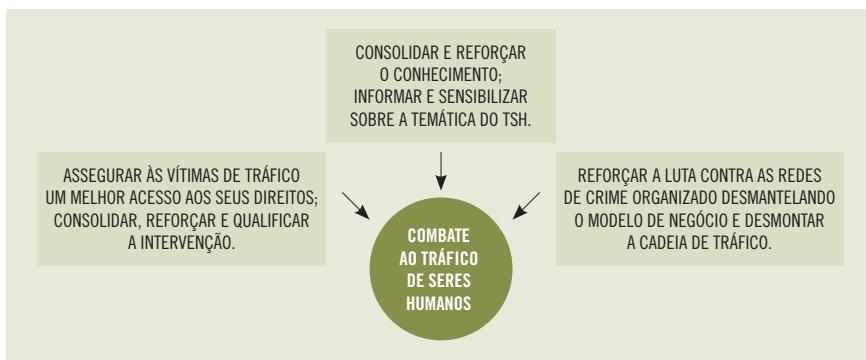 CONSOLIDAR E REFORÇAR
O CONHECIMENTO;
INFORMAR E SENSIBILIZAR
SOBRE A TEMÁTICA DO TSH.
ASSEGURAR ÀS VÍTIMAS DE TRÁFICO
UM MELHOR ACESSO AOS SEUS DIREITOS;
CONSOLIDAR, REFORÇAR E QUALIFICAR
A INTERVENÇÃO.
REFORÇAR A LUTA CONTRA AS REDES
DE CRIME ORGANIZADO DESMANTELANDO
O MODELO DE NEGÓCIO E DESMONTAR
A CADEIA DE TRÁFICO.
COMBATE
AO TRÁFICO
DE SERES
HUMANOS